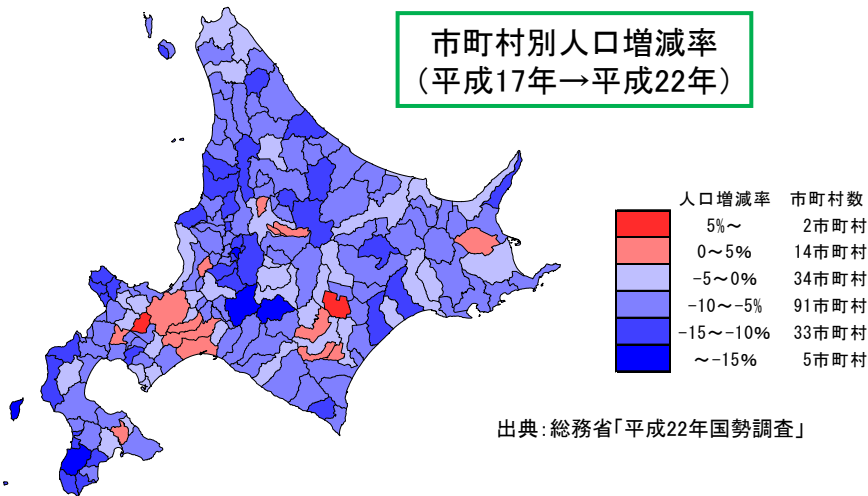 市町村別人口増減率
（平成17年→平成22年）
人口増減率 市町村数
5%～ 2市町村
0～5% 14市町村
-5～0% 34市町村
-10～-5% 91市町村
-15～-10% 33市町村
～-15% 5市町村
出典：総務省「平成22年国勢調査」